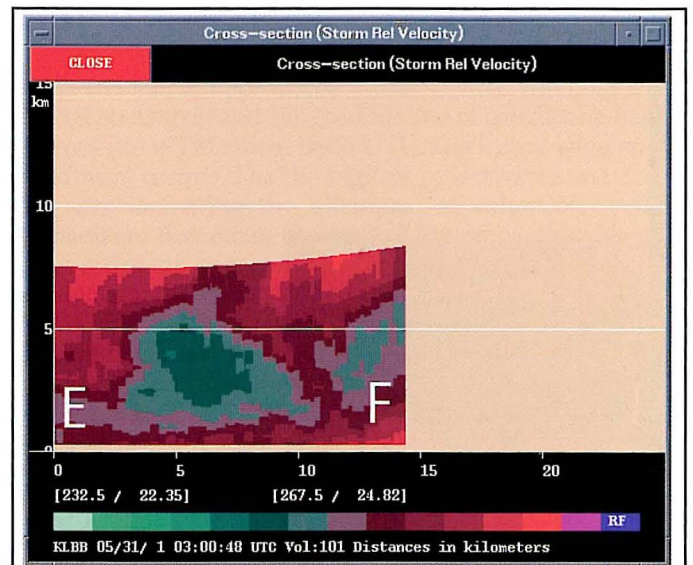 Cross-section (Storm Rel Velocity)
CLOSE Cross-section (Storm Rel Velocity)
15
km
10
5
E F
0
0 5 10 15 20
[232.5 / 22.35] [267.5 / 24.82]
RF
KLBB 05/31/ 1 03:00:48 UTC Vol:101 Distances in kilometers